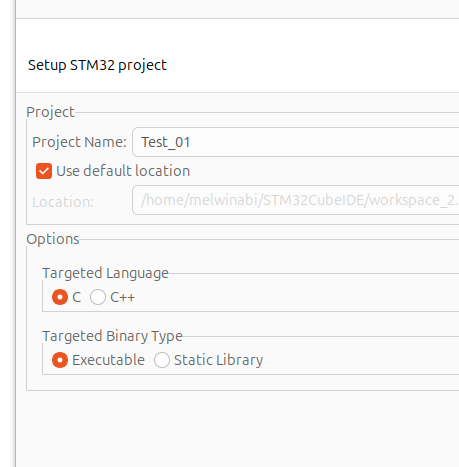 Setup STM32 project
Project
Project Name: Test_01
Use default location
Location: /home/melwinabi/STM32CubeIDE/workspace_2.
Options
Targeted Language
C C++
Targeted Binary Type
Executable Static Library